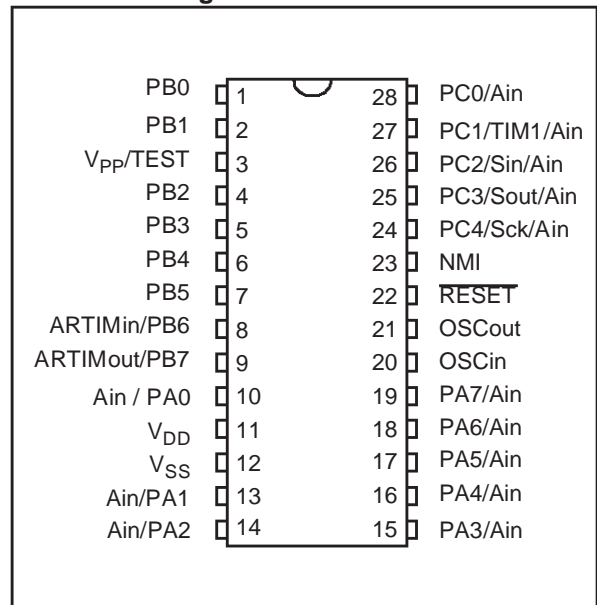 PB0 1 28 PC0/Ain
PB1 2 27 PC1/TIM1/Ain
VPP/TEST 3 26 PC2/Sin/Ain
PB2 4 25 PC3/Sout/Ain
PB3 5 24 PC4/Sck/Ain
PB4 6 23 NMI
PB5 7 22 RESET
ARTIMin/PB6 8 21 OSCout
ARTIMout/PB7 9 20 OSCin
Ain / PA0 10 19 PA7/Ain
VDD 11 18 PA6/Ain
VSS 12 17 PA5/Ain
Ain/PA1 13 16 PA4/Ain
Ain/PA2 14 15 PA3/Ain